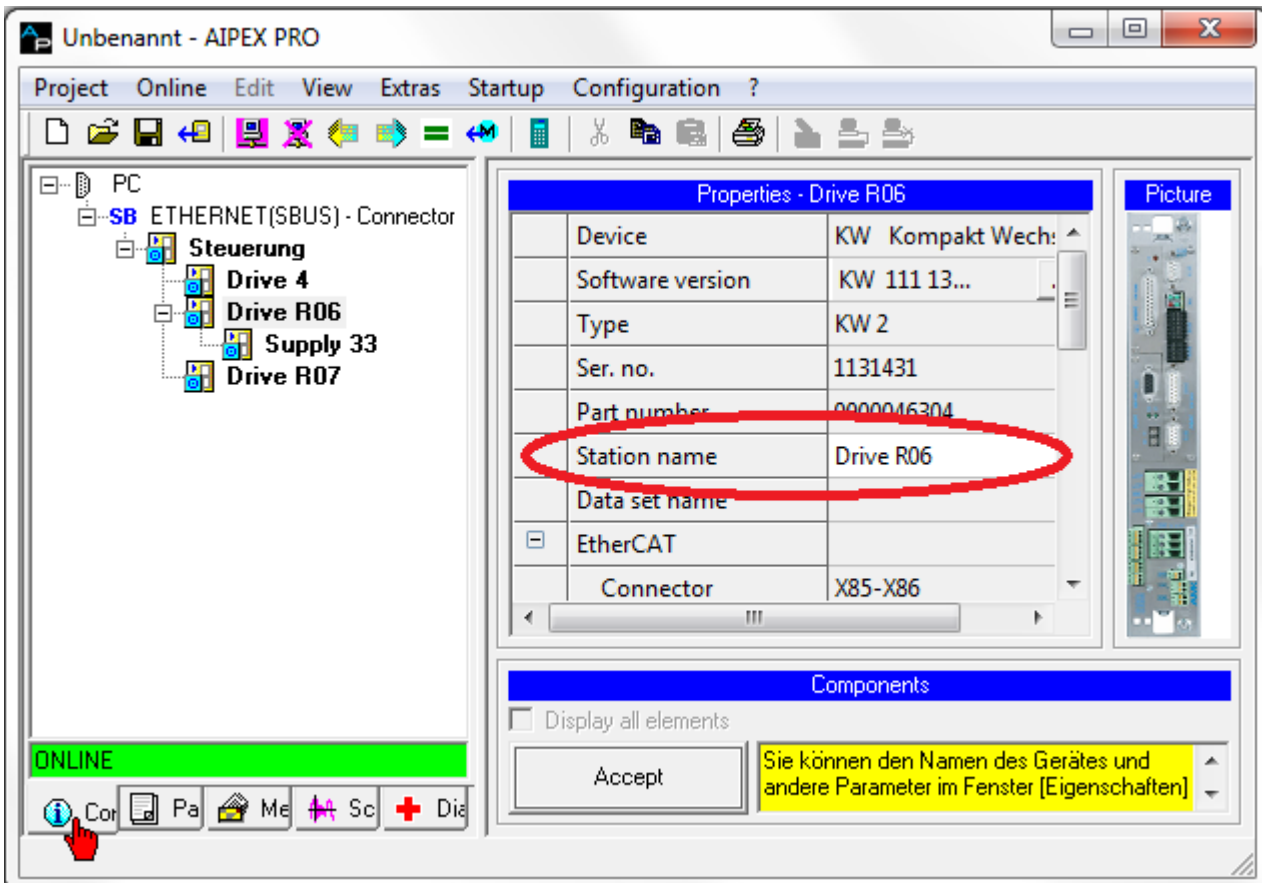 Unbenannt - AIPEX PRO
Project Online Edit View Extras Startup Configuration ?
PC
SB ETHERNET(SBUS) - Connector
Steuerung
Drive 4
Drive R06
Supply 33
Drive R07
ONLINE
Cor Pa Me Sc Dia
Properties - Drive R06
Device KW Kompakt Wechs
Software version KW 111 13...
Type KW 2
Ser. no. 1131431
Part number 0900046304
Station name Drive R06
Data set name
EtherCAT
Connector X85-X86
Picture
Components
Display all elements
Accept
Sie können den Namen des Gerätes und
andere Parameter im Fenster [Eigenschaften]